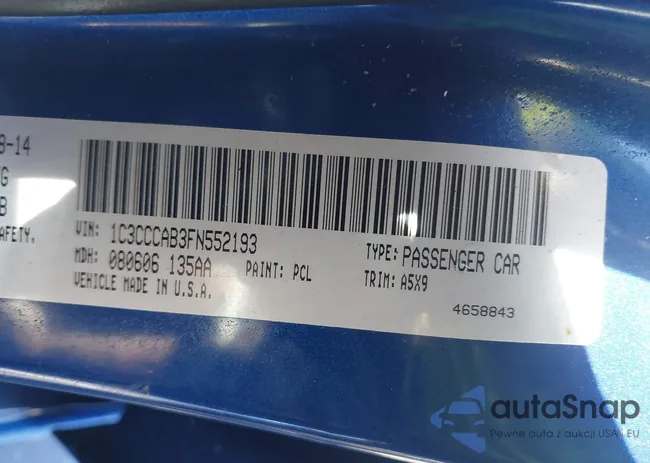 8-14
G
B
AFETY,
VIN: 1C3CCCAB3FN552193
TYPE: PASSENGER CAR
MDH: 080606 135AA PAINT: PCL
TRIM: A5X9
VEHICLE MADE IN U.S.A.
4658843
autaSnap
Pewne auta z aukcji USA i EU